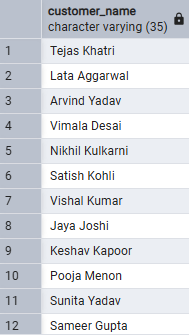 customer_name
character varying (35)
1 Tejas Khatri
2 Lata Aggarwal
3 Arvind Yadav
4 Vimala Desai
5 Nikhil Kulkarni
6 Satish Kohli
7 Vishal Kumar
8 Jaya Joshi
9 Keshav Kapoor
10 Pooja Menon
11 Sunita Yadav
12 Sameer Gupta